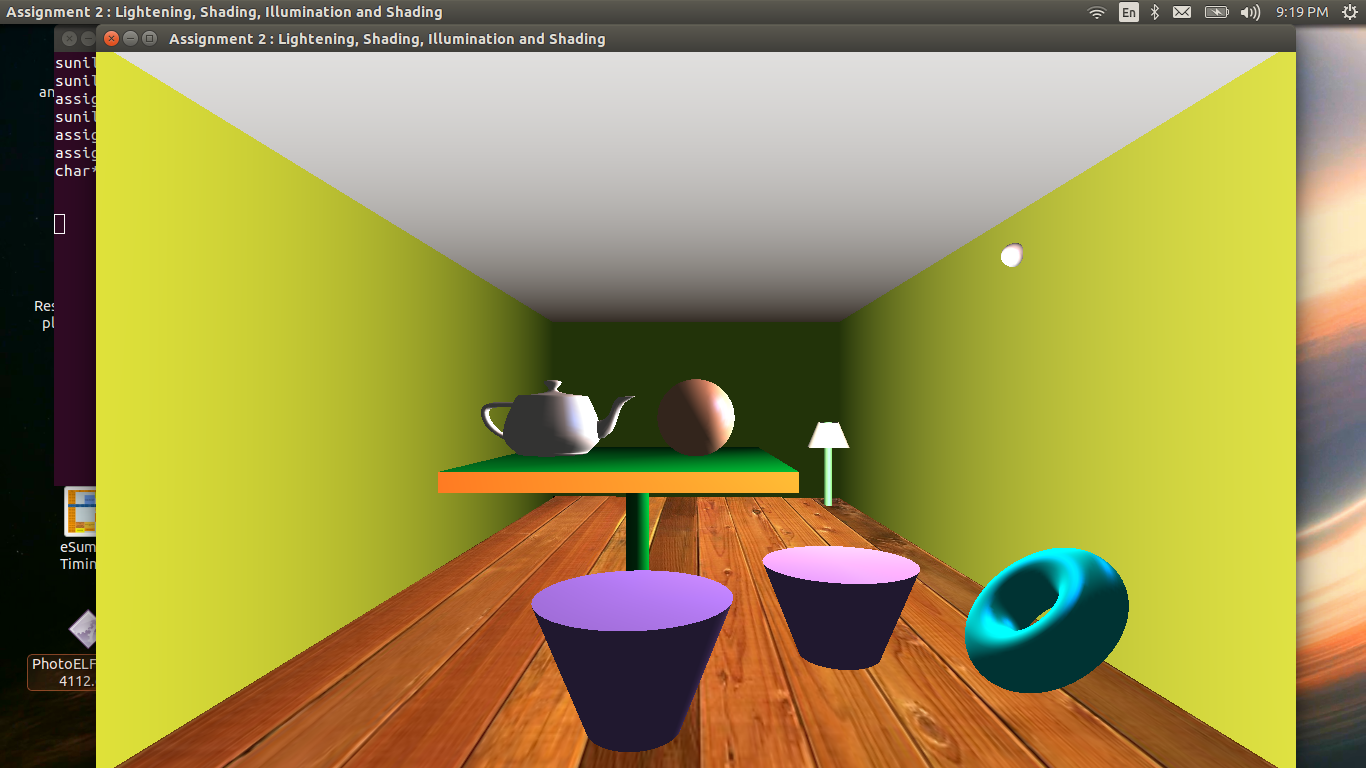 Assignment 2 : Lightening, Shading, Illumination and Shading
En
9:19 PM
Assignment 2 : Lightening, Shading, Illumination and Shading
sunil
sunil
assig
sunil
assig
assig
char*
an
Res
pl
eSum
Timin
PhotoELF
4112.